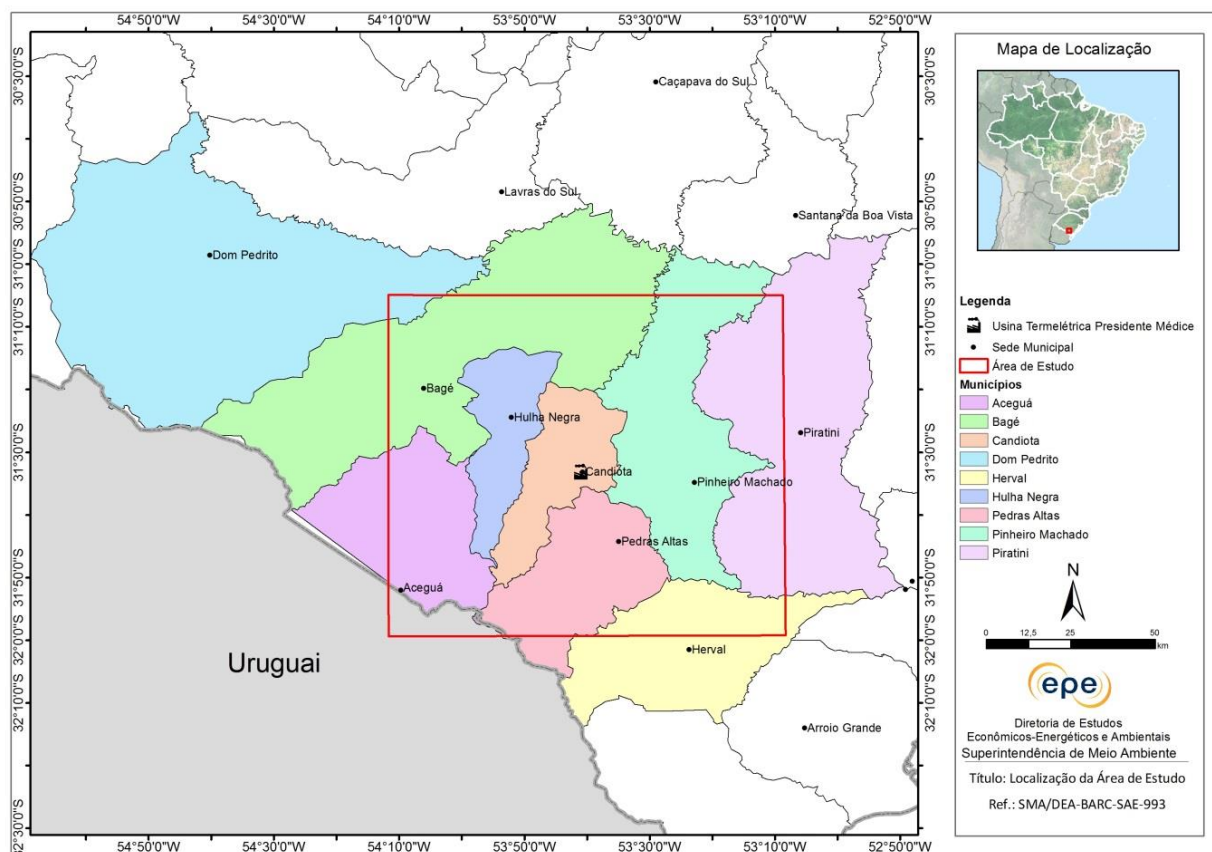 54°50'0"W 54°30'0"W 54°10'0"W 53°50'0"W 53°30'0"W 53°10'0"W 52°50'0"W
30°30'0"S
30°50'0"S
31°0'0"S
31°10'0"S
31°30'0"S
31°50'0"S
32°0'0"S
32°10'0"S
32°30'0"S
Caçapava do Sul
Lavras do Sul
Santana da Boa Vista
Dom Pedrito
Bagé
Hulha Negra
Piratini
Candiota
Pinheiro Machado
Pedras Altas
Aceguá
Herval
Uruguai
Arroio Grande
30°30'0"S
30°50'0"S
31°0'0"S
31°10'0"S
31°30'0"S
31°50'0"S
32°0'0"S
32°10'0"S
32°30'0"S
54°50'0"W 54°30'0"W 54°10'0"W 53°50'0"W 53°30'0"W 53°10'0"W 52°50'0"W
Mapa de Localização
Legenda
Usina Termelétrica Presidente Médice
Sede Municipal
Área de Estudo
Municípios
Aceguá
Bagé
Candiota
Dom Pedrito
Herval
Hulha Negra
Pedras Altas
Pinheiro Machado
Piratini
N
0 12,5 25 50
km
epe
Diretoria de Estudos
Econômicos-Energéticos e Ambientais
Superintendência de Meio Ambiente
Título: Localização da Área de Estudo
Ref.: SMA/DEA-BARC-SAE-993